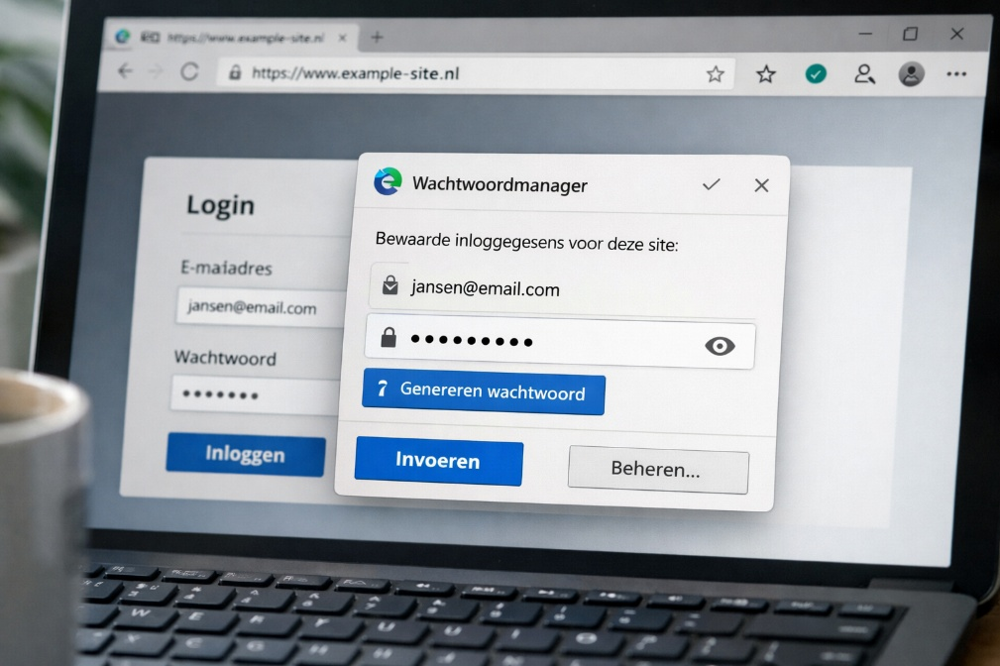 https://www.example-site.nl
https://www.example-site.nl
Login
E-mailadres
jansen@email.com
Wachtwoord
Inloggen
Wachtwoordmanager
Bewaarde inloggegesens voor deze site:
jansen@email.com
Genereren wachtwoord
Invoeren
Beheren...